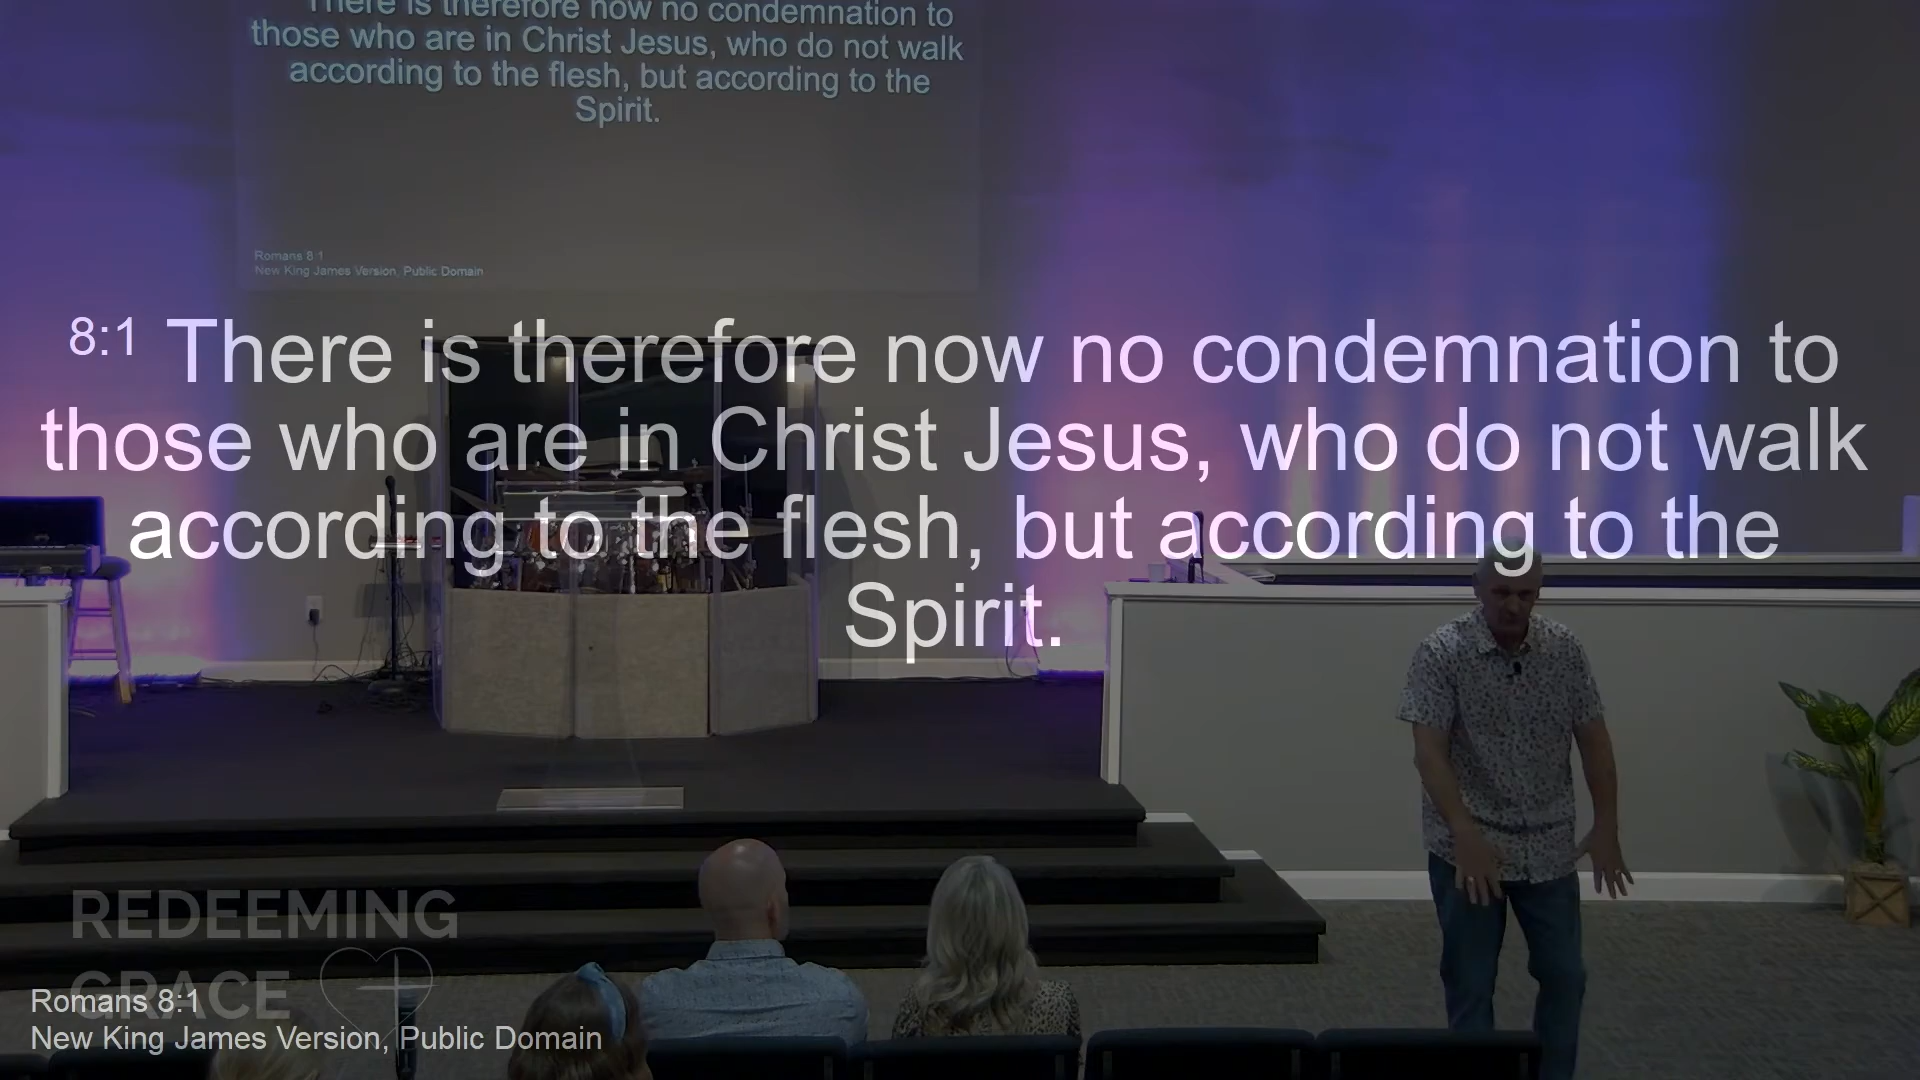 There is therefore now no condemnation to
those who are in Christ Jesus, who do not walk
according to the flesh, but according to the
Spirit.
Romans 8:1
New King James Version, Public Domain
8:1 There is therefore now no condemnation to
those who are in Christ Jesus, who do not walk
according to the flesh, but according to the
Spirit.
REDEEMING
GRACE
Romans 8:1
New King James Version, Public Domain